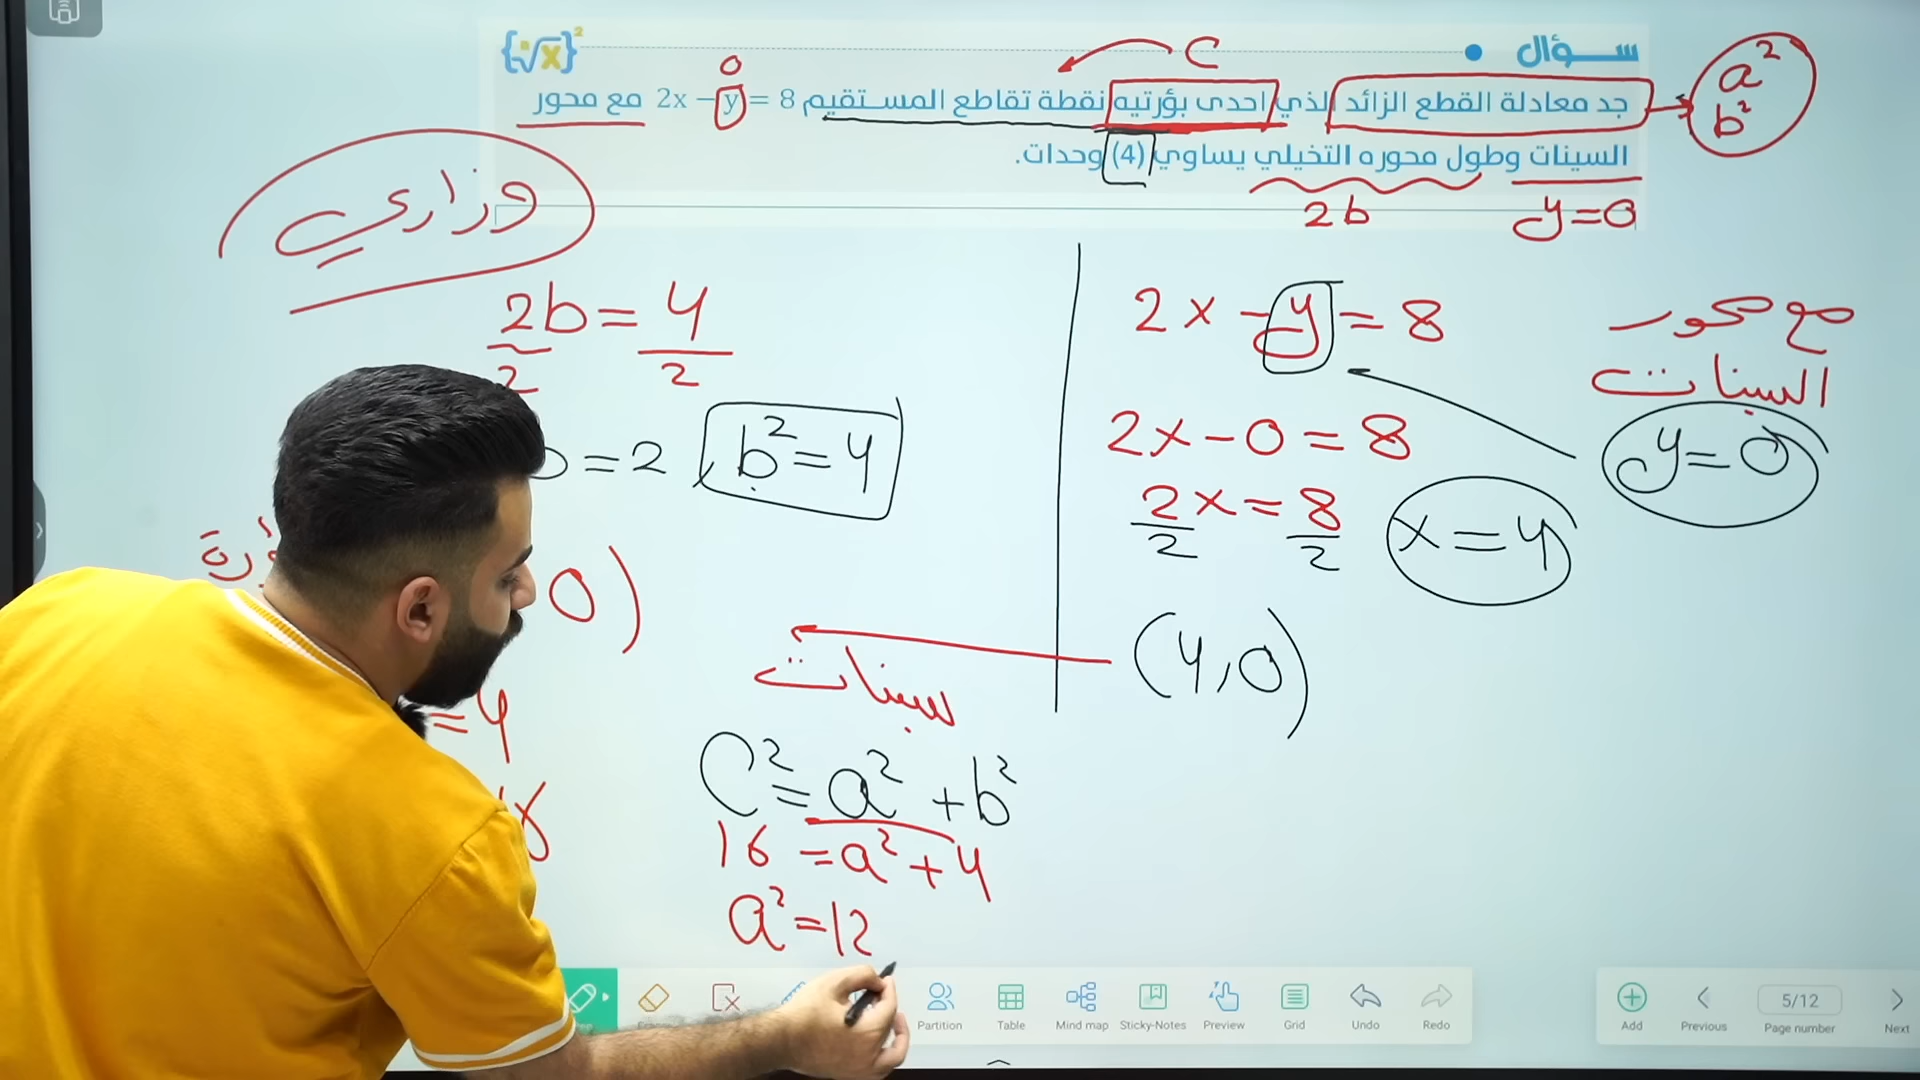 سؤال
{ⁿ√x}²
جد معادلة القطع الزائد الذي احدى بؤرتيه نقطة تقاطع المستقيم 2x − y = 8 مع محور
السينات وطول محوره التخيلي يساوي (4) وحدات.
C
0
a²
b²
2b
y=0
وزاري
2b = 4
2 2
b = 2 , b² = 4
0)
= 4
2x - y = 8
2x - 0 = 8
2x = 8
2 2
x = 4
(4,0)
مع محور
السينات
y = 0
سينات
C² = a² + b²
16 = a² + 4
a² = 12
Partition
Table
Mind map
Sticky-Notes
Preview
Grid
Undo
Redo
Add
Previous
5/12
Page number
Next